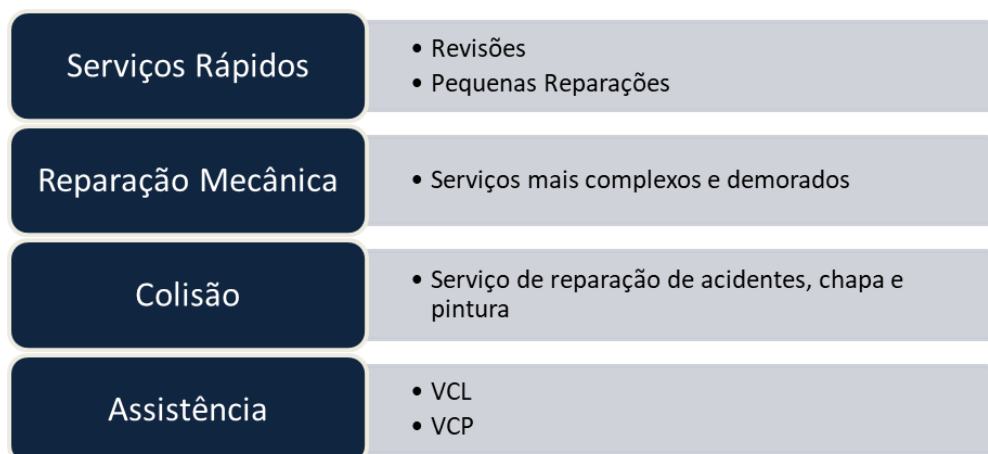 Serviços Rápidos
• Revisões
• Pequenas Reparações
Reparação Mecânica
• Serviços mais complexos e demorados
Colisão
• Serviço de reparação de acidentes, chapa e
pintura
Assistência
• VCL
• VCP